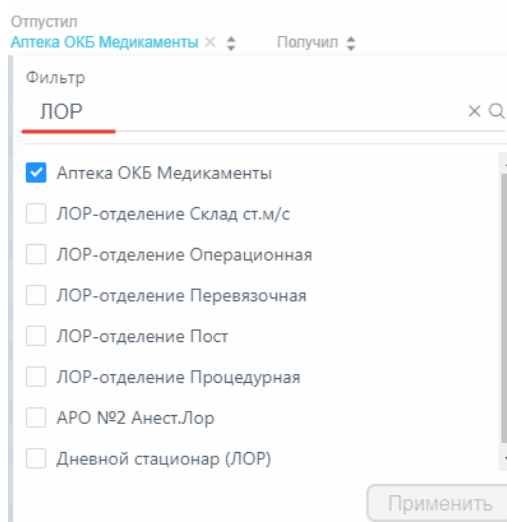 Отпустил
Аптека ОКБ Медикаменты Получил
Фильтр
ЛОР
Аптека ОКБ Медикаменты
ЛОР-отделение Склад ст.м/с
ЛОР-отделение Операционная
ЛОР-отделение Перевязочная
ЛОР-отделение Пост
ЛОР-отделение Процедурная
АРО №2 Анест.Лор
Дневной стационар (ЛОР)
Применить